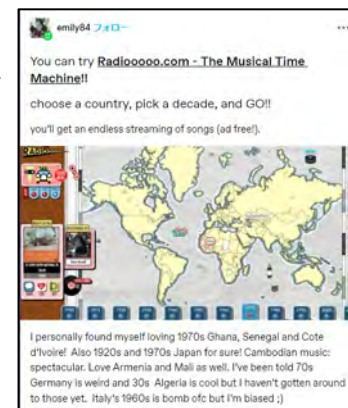 emily84 フォロー
You can try Radiooooo.com - The Musical Time
Machine!!
choose a country, pick a decade, and GO!!
you'll get an endless streaming of songs (ad free!).
I personally found myself loving 1970s Ghana, Senegal and Cote
d'Ivoire! Also 1920s and 1970s Japan for sure! Cambodian music:
spectacular. Love Armenia and Mali as well. I've been told 70s
Germany is weird and 30s Algeria is cool but I haven't gotten around
to those yet. Italy's 1960s is bomb ofc but I'm biased ;)